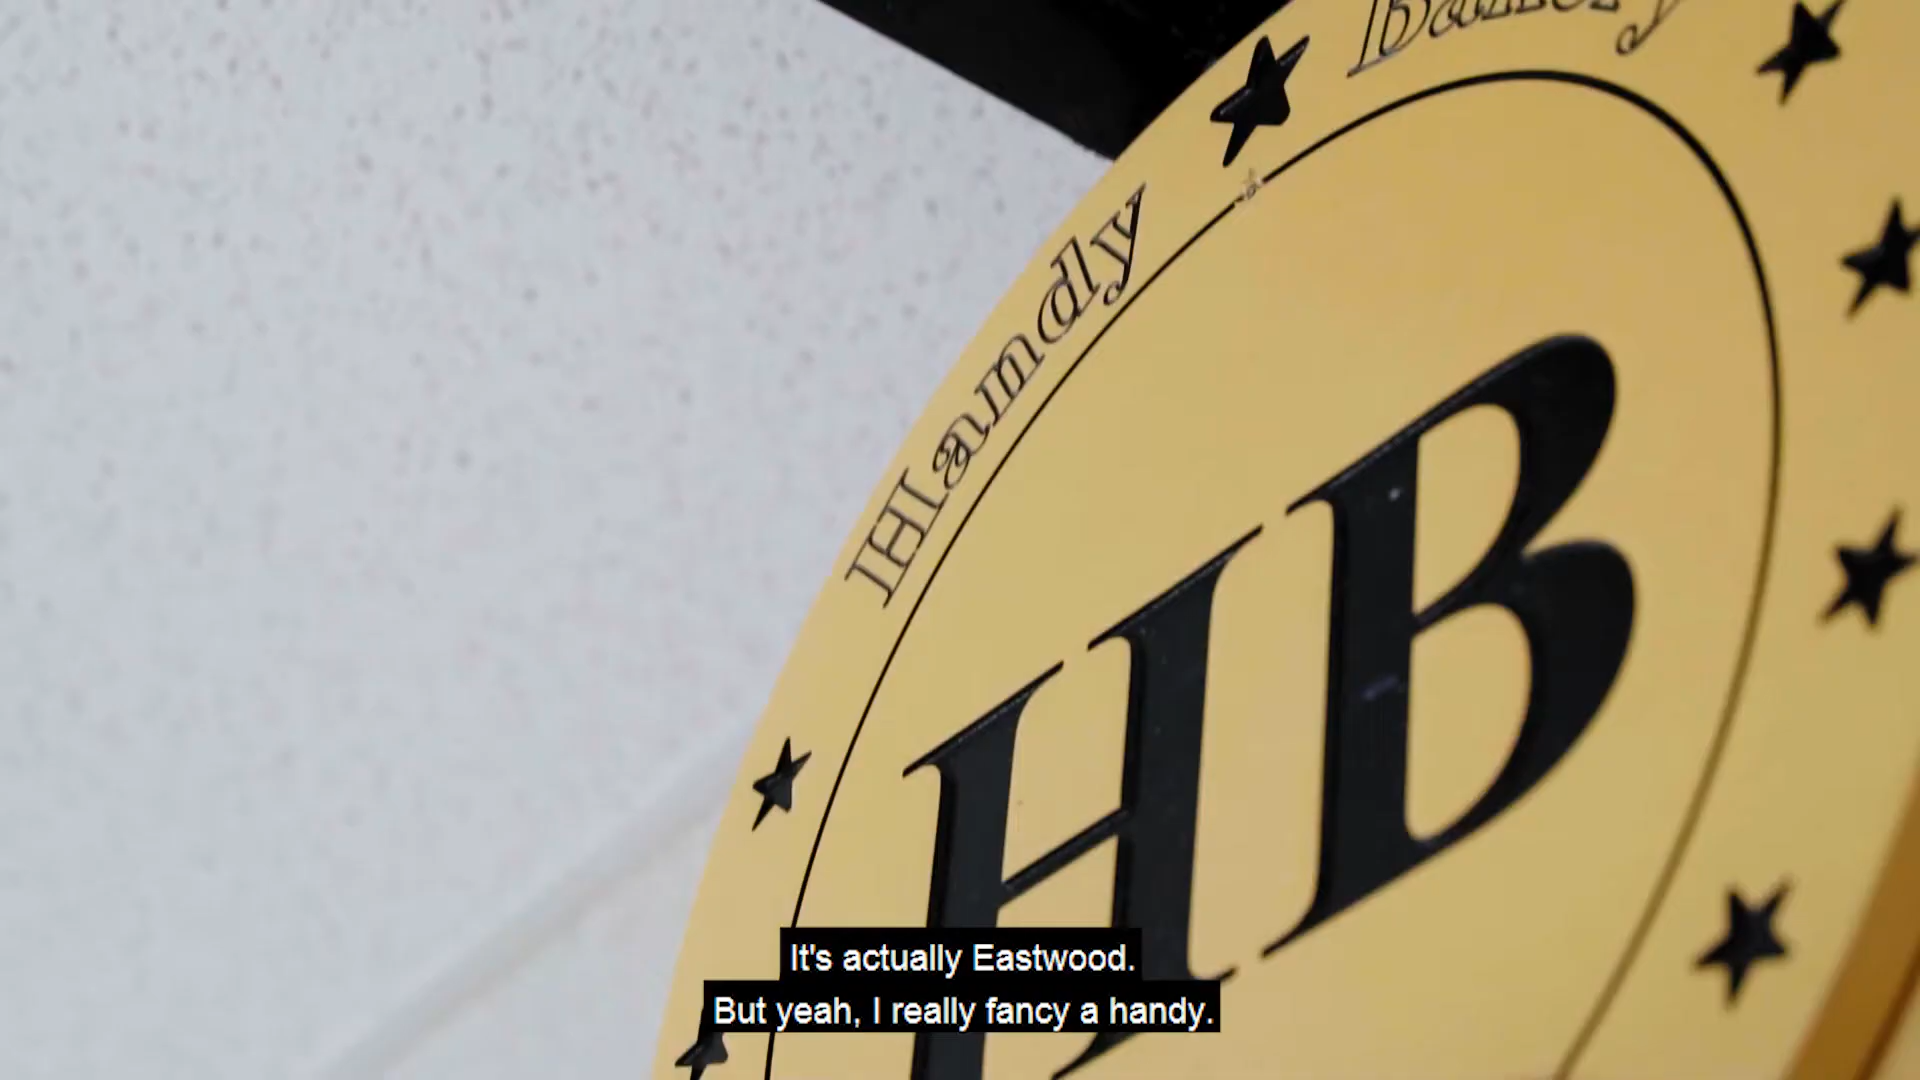 Handy
HB
It's actually Eastwood.
But yeah, I really fancy a handy.